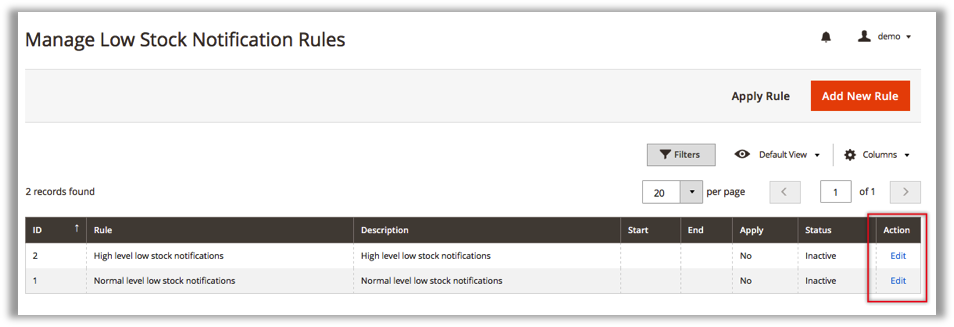 Manage Low Stock Notification Rules
demo
Apply Rule
Add New Rule
Filters
Default View
Columns
2 records found
20
per page
1
of 1
ID ↑ Rule Description Start End Apply Status Action
2 High level low stock notifications High level low stock notifications No Inactive Edit
1 Normal level low stock notifications Normal level low stock notifications No Inactive Edit